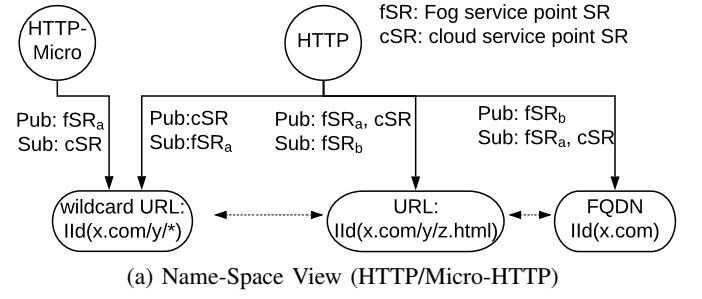 HTTP-
Micro
HTTP
fSR: Fog service point SR
cSR: cloud service point SR
Pub: fSRa
Sub: cSR
Pub:cSR
Sub:fSRa
Pub: fSRa, cSR
Sub: fSRb
Pub: fSRb
Sub: fSRa, cSR
wildcard URL:
IId(x.com/y/*)
URL:
IId(x.com/y/z.html)
FQDN
IId(x.com)
(a) Name-Space View (HTTP/Micro-HTTP)